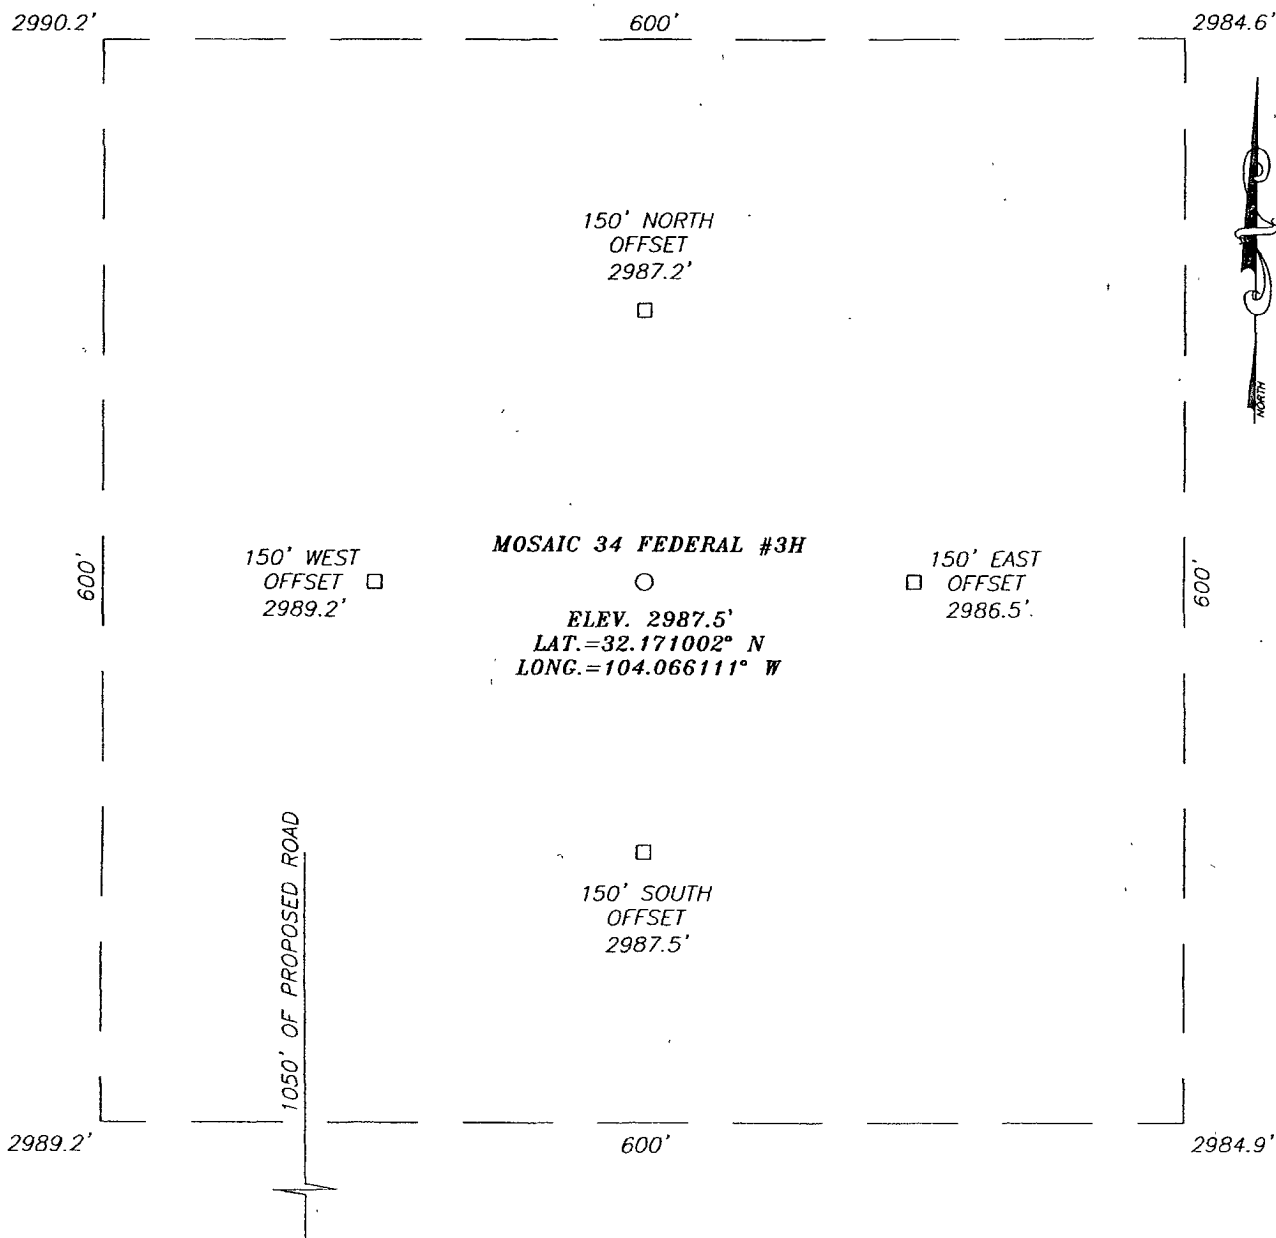 2990.2'
600'
2984.6'
150' NORTH
OFFSET
2987.2'
NORTH
600'
150' WEST
OFFSET
2989.2'
MOSAIC 34 FEDERAL #3H
ELEV. 2987.5'
LAT.=32.171002° N
LONG.=104.066111° W
150' EAST
OFFSET
2986.5'
600'
1050' OF PROPOSED ROAD
150' SOUTH
OFFSET
2987.5'
2989.2'
600'
2984.9'